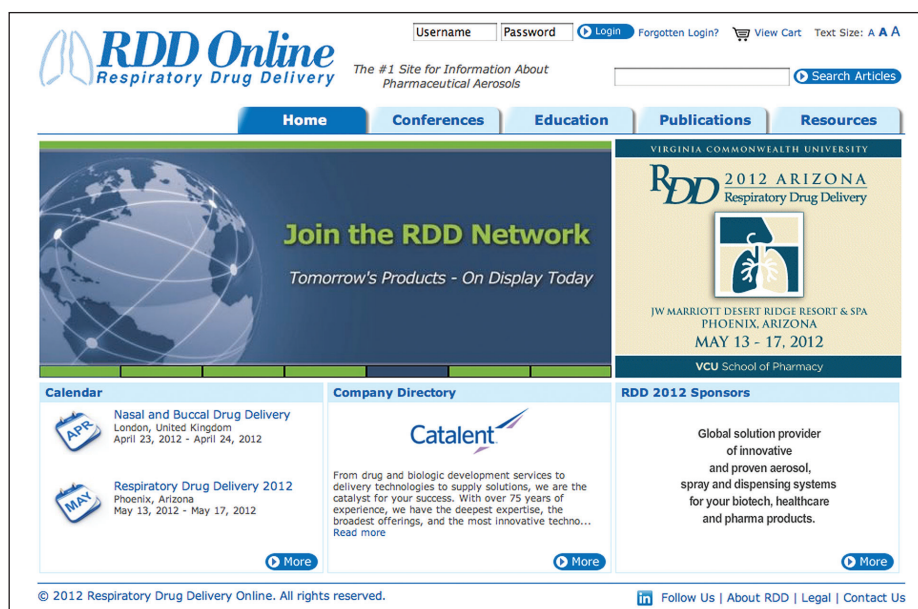 RDD Online
Respiratory Drug Delivery
The #1 Site for Information About
Pharmaceutical Aerosols
Username
Password
Login
Forgotten Login?
View Cart
Text Size: A A A
Search Articles
Home
Conferences
Education
Publications
Resources
Join the RDD Network
Tomorrow's Products - On Display Today
VIRGINIA COMMONWEALTH UNIVERSITY
RDD 2012 ARIZONA
Respiratory Drug Delivery
JW MARRIOTT DESERT RIDGE RESORT & SPA
PHOENIX, ARIZONA
MAY 13 - 17, 2012
VCU School of Pharmacy
Calendar
APR
Nasal and Buccal Drug Delivery
London, United Kingdom
April 23, 2012 - April 24, 2012
MAY
Respiratory Drug Delivery 2012
Phoenix, Arizona
May 13, 2012 - May 17, 2012
More
Company Directory
Catalent
From drug and biologic development services to
delivery technologies to supply solutions, we are the
catalyst for your success. With over 75 years of
experience, we have the deepest expertise, the
broadest offerings, and the most innovative techno...
Read more
More
RDD 2012 Sponsors
Global solution provider
of innovative
and proven aerosol,
spray and dispensing systems
for your biotech, healthcare
and pharma products.
More
© 2012 Respiratory Drug Delivery Online. All rights reserved.
in Follow Us | About RDD | Legal | Contact Us